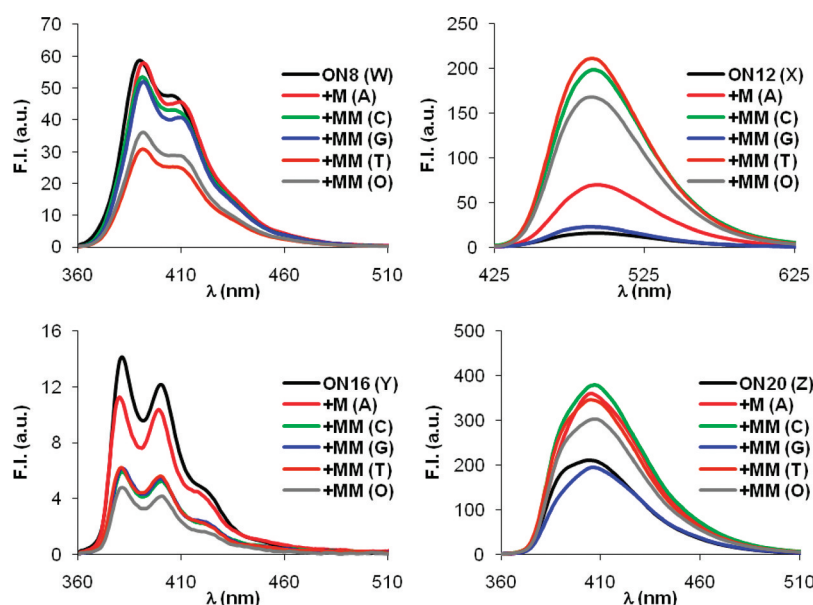 70
60
50
40
30
20
10
0
F.I. (a.u.)
360
410
460
510
λ (nm)
ON8 (W)
+M (A)
+MM (C)
+MM (G)
+MM (T)
+MM (O)
250
200
150
100
50
0
F.I. (a.u.)
425
525
625
λ (nm)
ON12 (X)
+M (A)
+MM (C)
+MM (G)
+MM (T)
+MM (O)
16
12
8
4
0
F.I. (a.u.)
360
410
460
510
λ (nm)
ON16 (Y)
+M (A)
+MM (C)
+MM (G)
+MM (T)
+MM (O)
500
400
300
200
100
0
F.I. (a.u.)
360
410
460
510
λ (nm)
ON20 (Z)
+M (A)
+MM (C)
+MM (G)
+MM (T)
+MM (O)